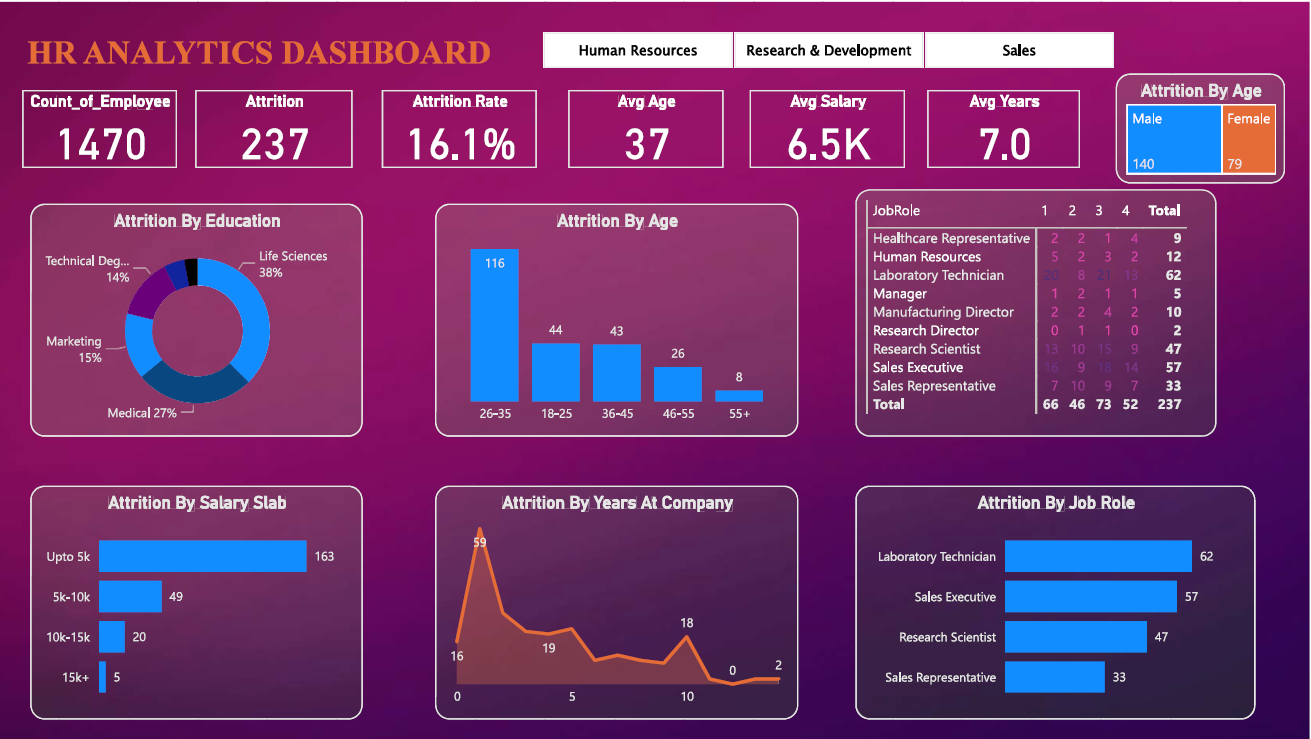 HR ANALYTICS DASHBOARD
Human Resources Research & Development Sales
Count_of_Employee
1470
Attrition
237
Attrition Rate
16.1%
Avg Age
37
Avg Salary
6.5K
Avg Years
7.0
Attrition By Age
Male Female
140 79
Attrition By Education
Life Sciences
38%
Technical Deg...
14%
Marketing
15%
Medical 27%
Attrition By Age
116
44
43
26
8
26-35 18-25 36-45 46-55 55+
JobRole 1 2 3 4 Total
Healthcare Representative 2 2 1 4 9
Human Resources 5 2 3 2 12
Laboratory Technician 20 8 21 13 62
Manager 1 2 1 1 5
Manufacturing Director 2 2 4 2 10
Research Director 0 1 1 0 2
Research Scientist 13 10 15 9 47
Sales Executive 16 9 18 14 57
Sales Representative 7 10 9 7 33
Total 66 46 73 52 237
Attrition By Salary Slab
Upto 5k 163
5k-10k 49
10k-15k 20
15k+ 5
Attrition By Years At Company
59
16
19
18
0
2
0 5 10
Attrition By Job Role
Laboratory Technician 62
Sales Executive 57
Research Scientist 47
Sales Representative 33